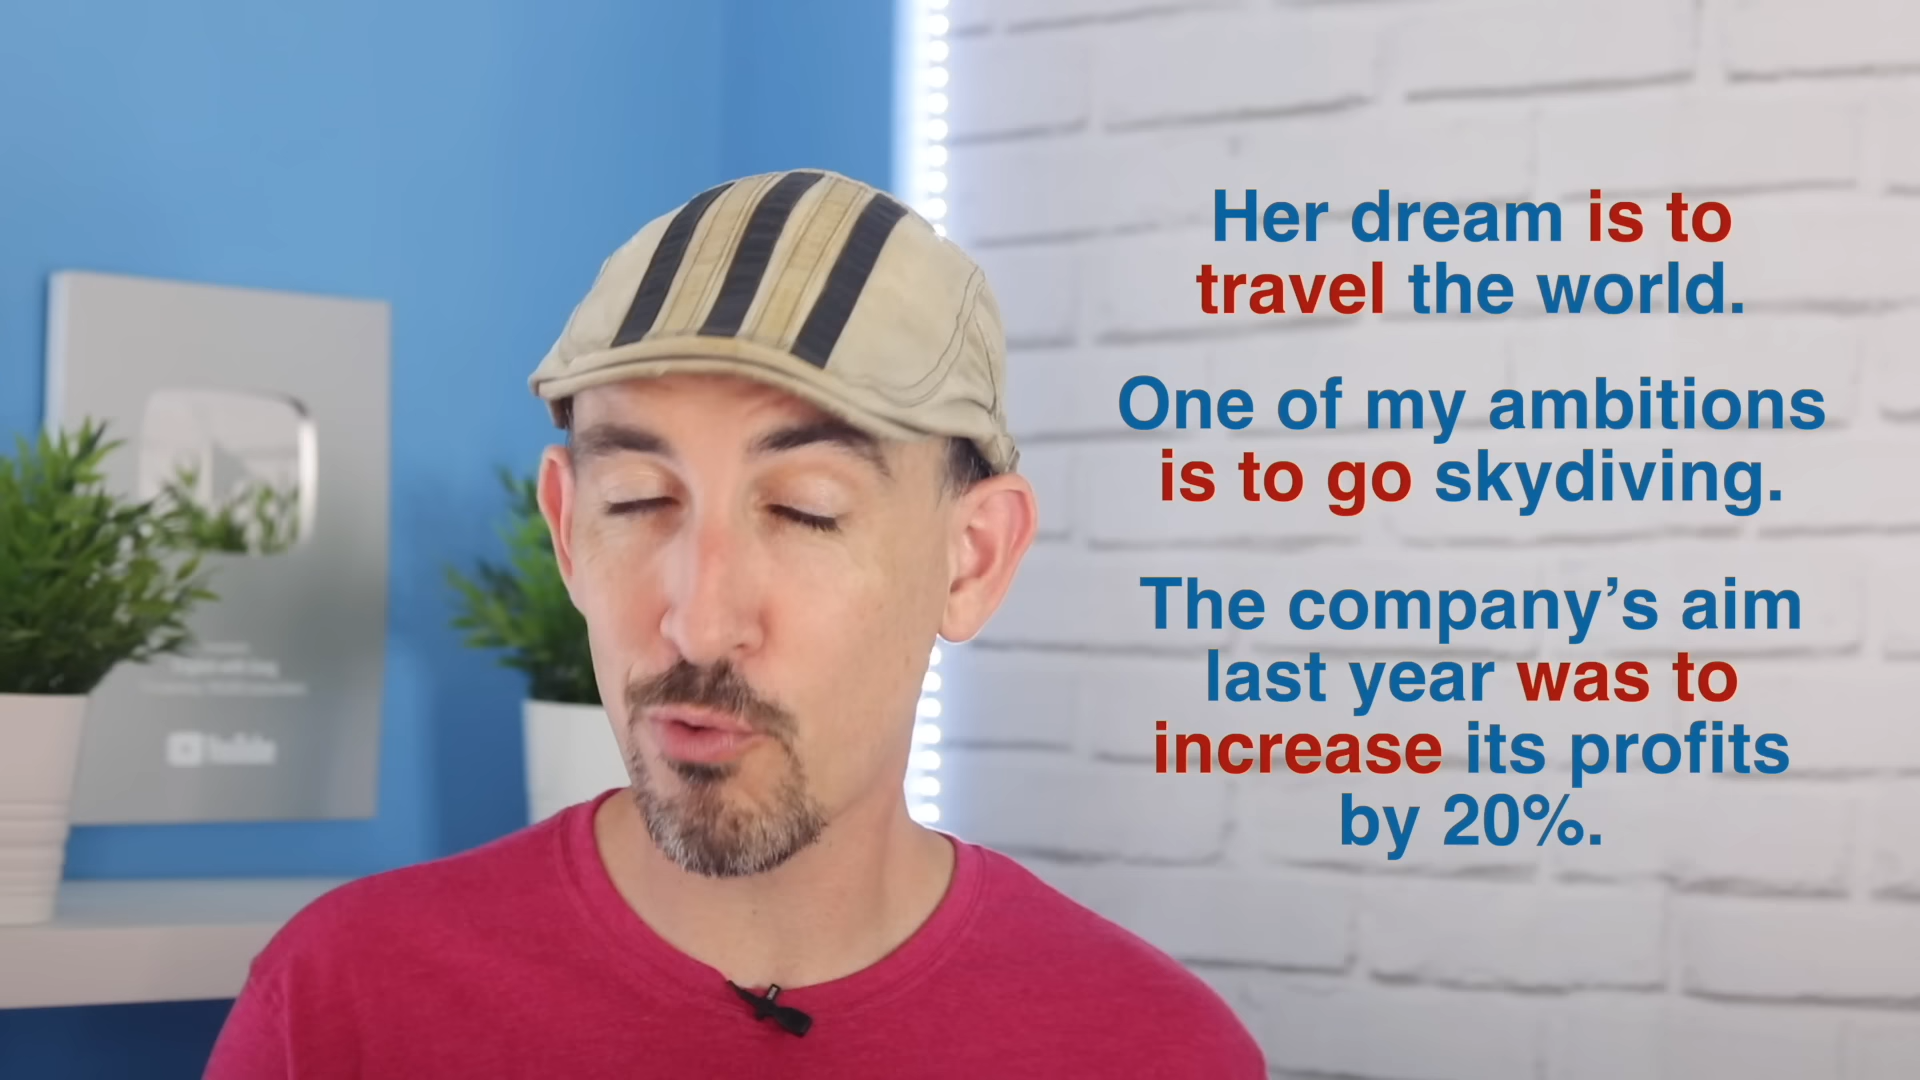 Her dream is to
travel the world.
One of my ambitions
is to go skydiving.
The company’s aim
last year was to
increase its profits
by 20%.
YouTube